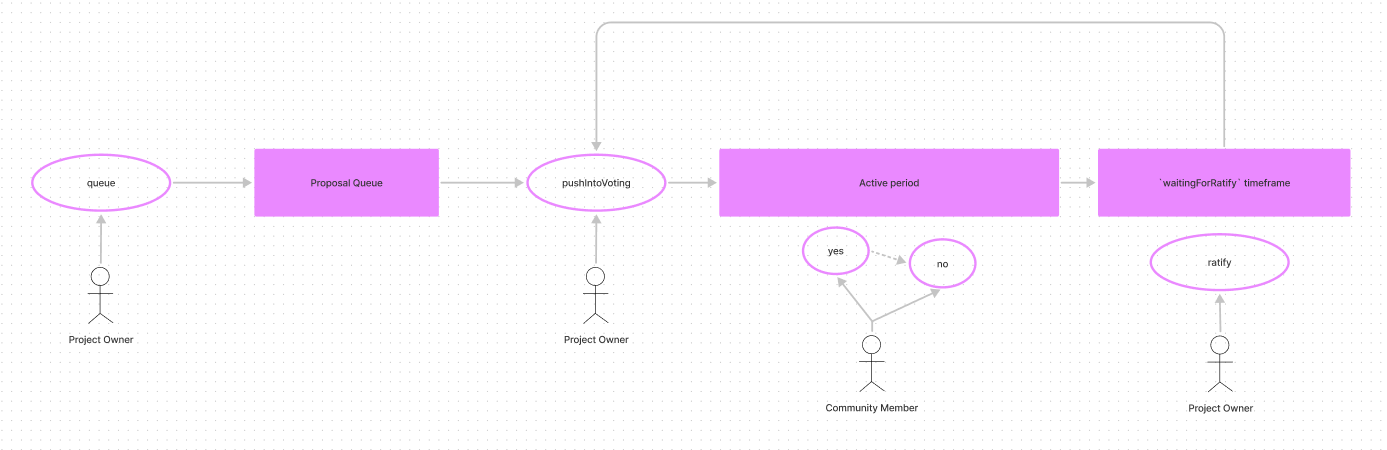 queue
Proposal Queue
pushIntoVoting
Active period
`waitingForRatify` timeframe
yes
no
ratify
Project Owner
Project Owner
Community Member
Project Owner